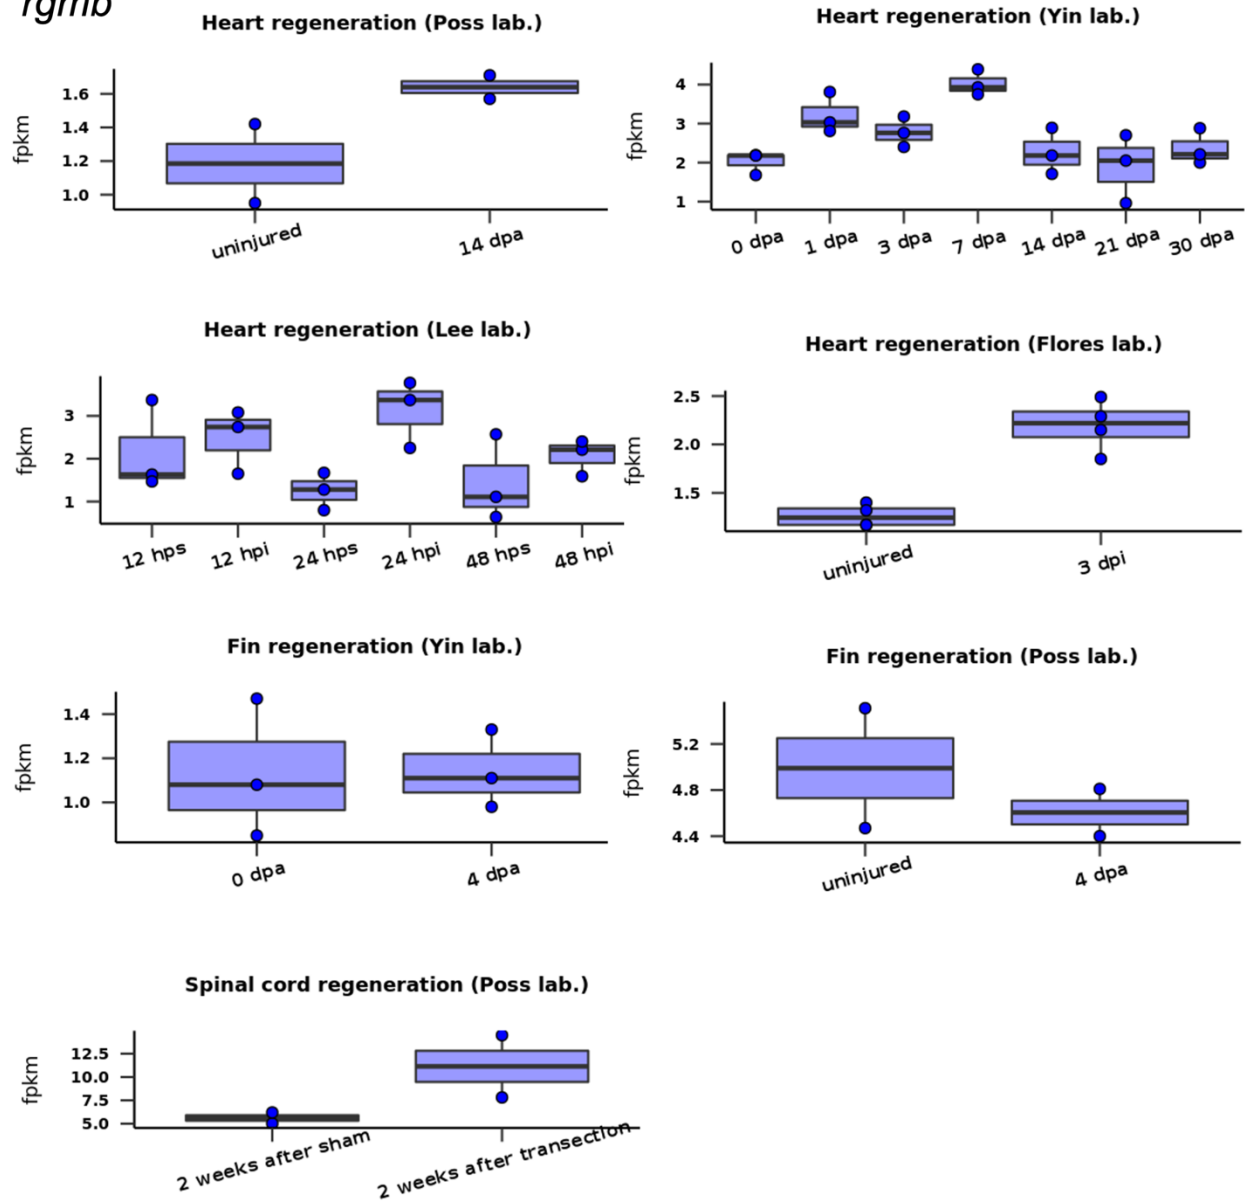 rgmb
Heart regeneration (Poss lab.)
fpkm
1.6
1.4
1.2
1.0
uninjured
14 dpa
Heart regeneration (Yin lab.)
fpkm
4
3
2
1
0 dpa
1 dpa
3 dpa
7 dpa
14 dpa
21 dpa
30 dpa
Heart regeneration (Lee lab.)
fpkm
3
2
1
12 hps
12 hpi
24 hps
24 hpi
48 hps
48 hpi
Heart regeneration (Flores lab.)
fpkm
2.5
2.0
1.5
uninjured
3 dpi
Fin regeneration (Yin lab.)
fpkm
1.4
1.2
1.0
0 dpa
4 dpa
Fin regeneration (Poss lab.)
fpkm
5.2
4.8
4.4
uninjured
4 dpa
Spinal cord regeneration (Poss lab.)
fpkm
12.5
10.0
7.5
5.0
2 weeks after sham
2 weeks after transection